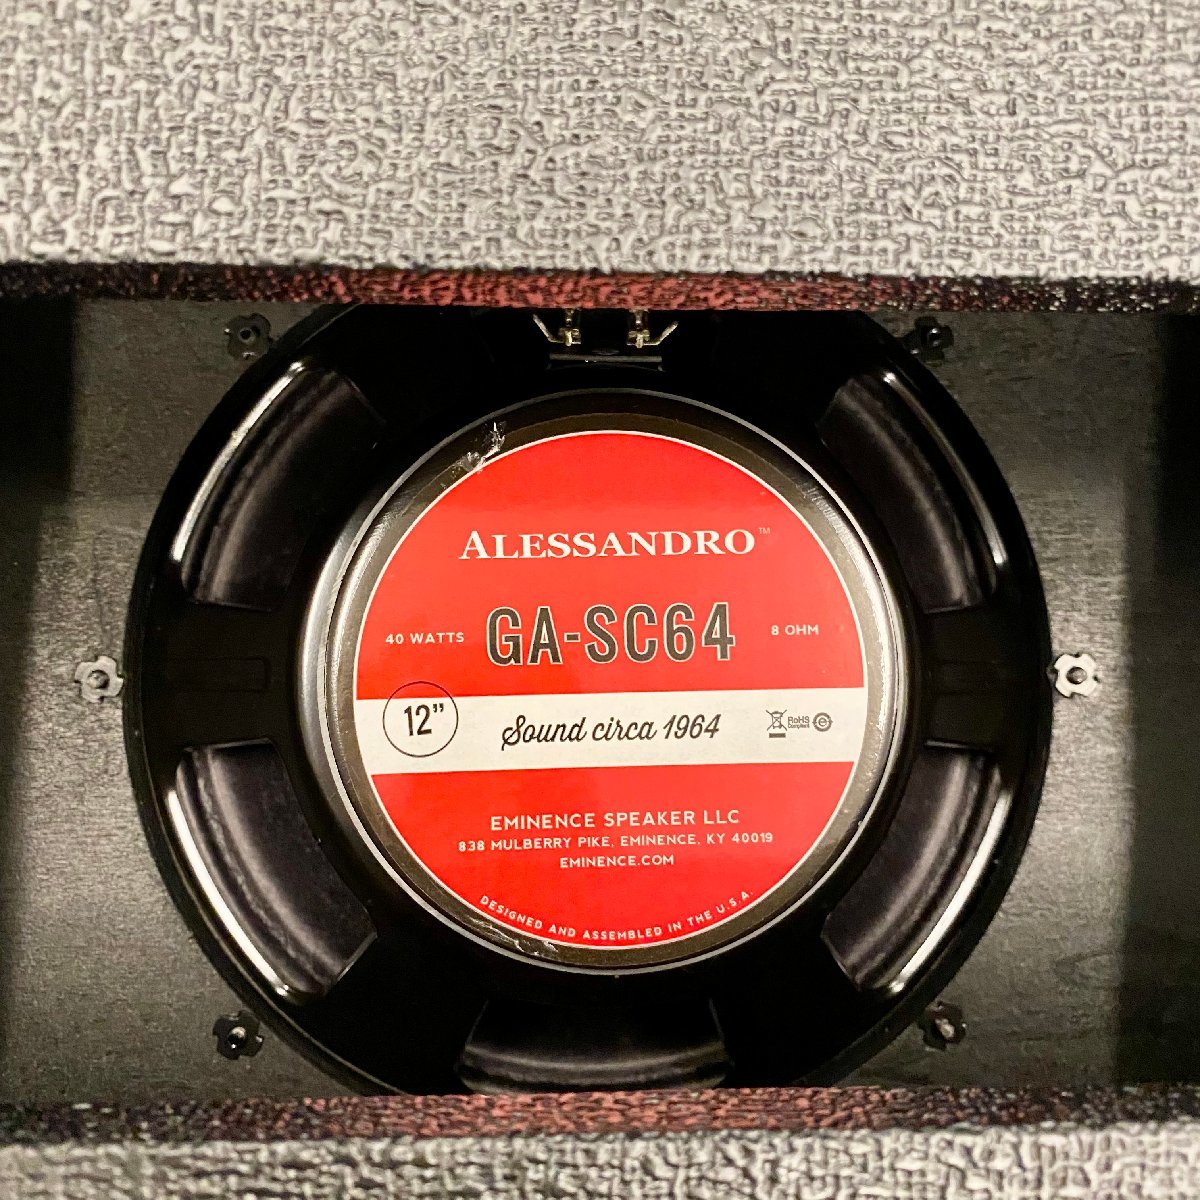 ALESSANDRO™
40 WATTS GA-SC64 8 OHM
12” Sound circa 1964 RoHS Compliant e
EMINENCE SPEAKER LLC
838 MULBERRY PIKE, EMINENCE, KY 40019
EMINENCE.COM
DESIGNED AND ASSEMBLED IN THE U.S.A.